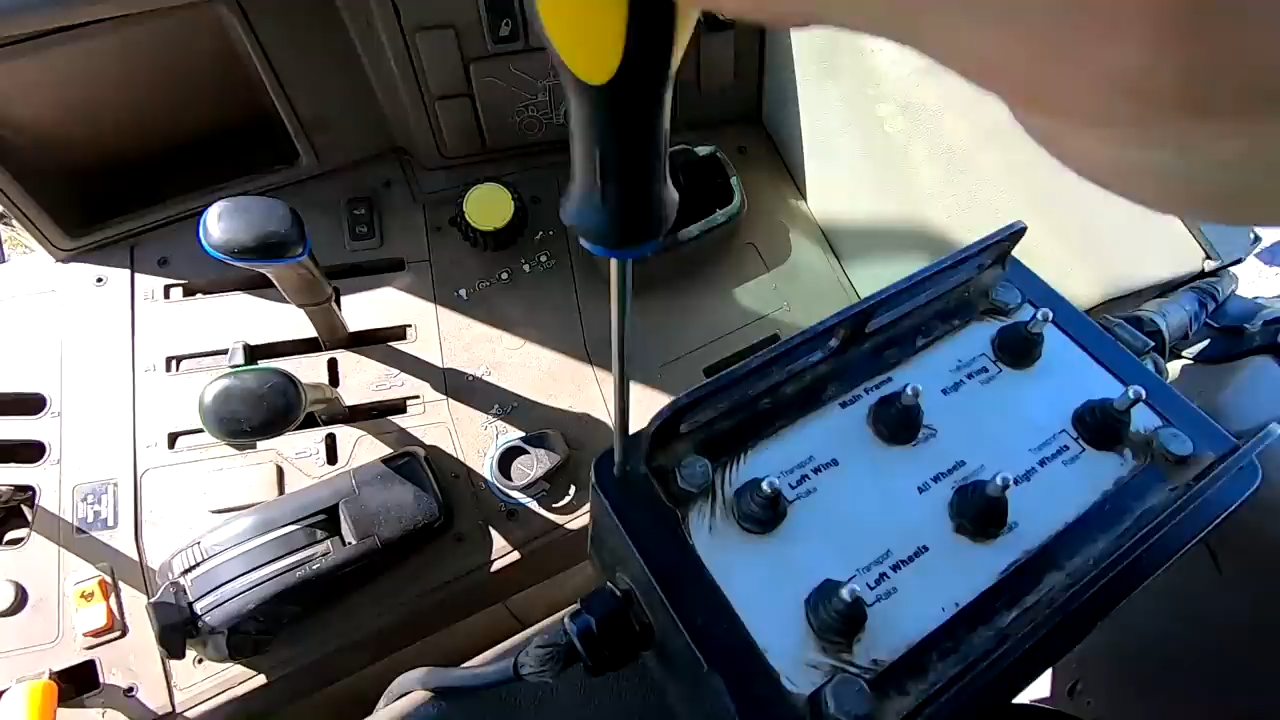 Main Frame
Transport
Right Wing
Rake
Transport
Left Wing
Rake
All Wheels
Transport
Right Wheels
Rake
Transport
Left Wheels
Rake
STOP